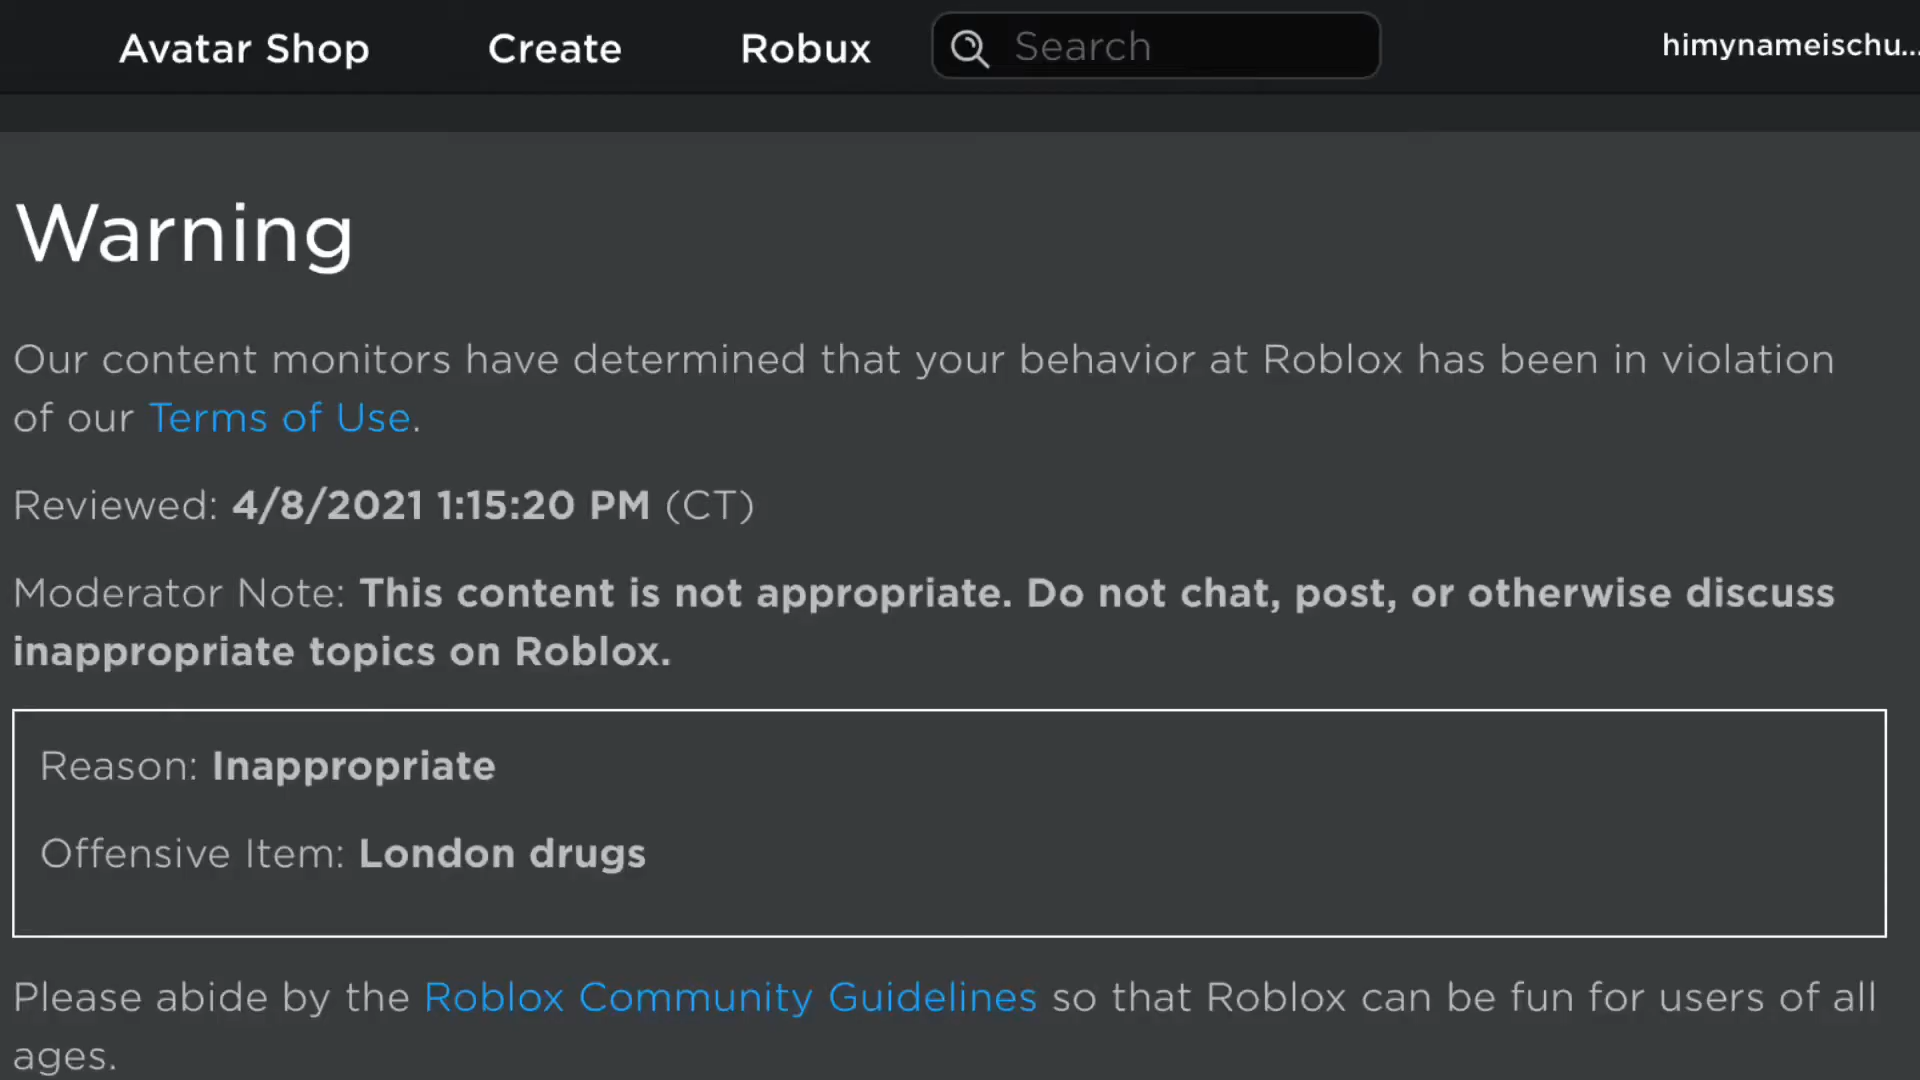 Avatar Shop Create Robux Search himynameischu...
Warning
Our content monitors have determined that your behavior at Roblox has been in violation
of our Terms of Use.
Reviewed: 4/8/2021 1:15:20 PM (CT)
Moderator Note: This content is not appropriate. Do not chat, post, or otherwise discuss
inappropriate topics on Roblox.
Reason: Inappropriate
Offensive Item: London drugs
Please abide by the Roblox Community Guidelines so that Roblox can be fun for users of all
ages.